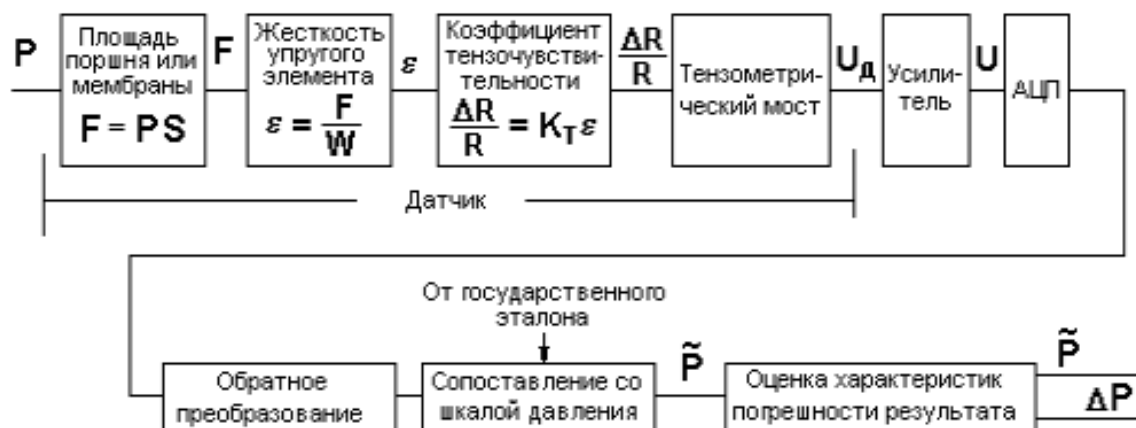 P
Площадь
поршня или
мембраны
F = PS
F
Жесткость
упругого
элемента
ε = F/W
ε
Коэффициент
тензочувстви-
тельности
ΔR/R = KТ ε
ΔR/R
Тензометри-
ческий мост
Uд
Усили-
тель
U
АЦП
Датчик
От государственного
эталона
Обратное
преобразование
Сопоставление со
шкалой давления
P̃
Оценка характеристик
погрешности результата
P̃
ΔP